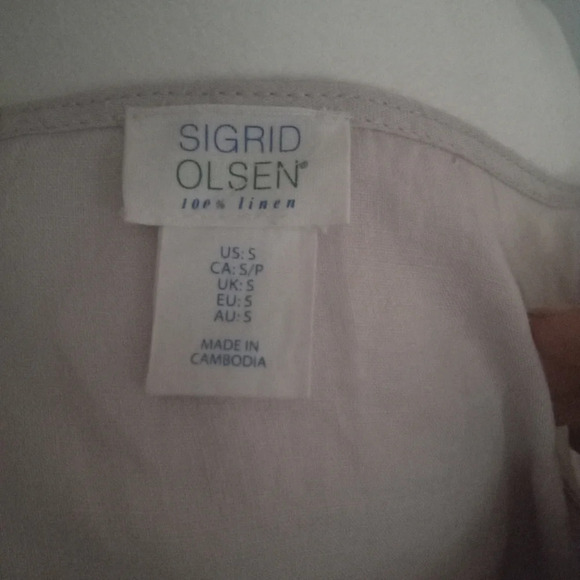 SIGRID
OLSEN®
100% linen
US: S
CA: S/P
UK: S
EU: S
AU: S
MADE IN
CAMBODIA